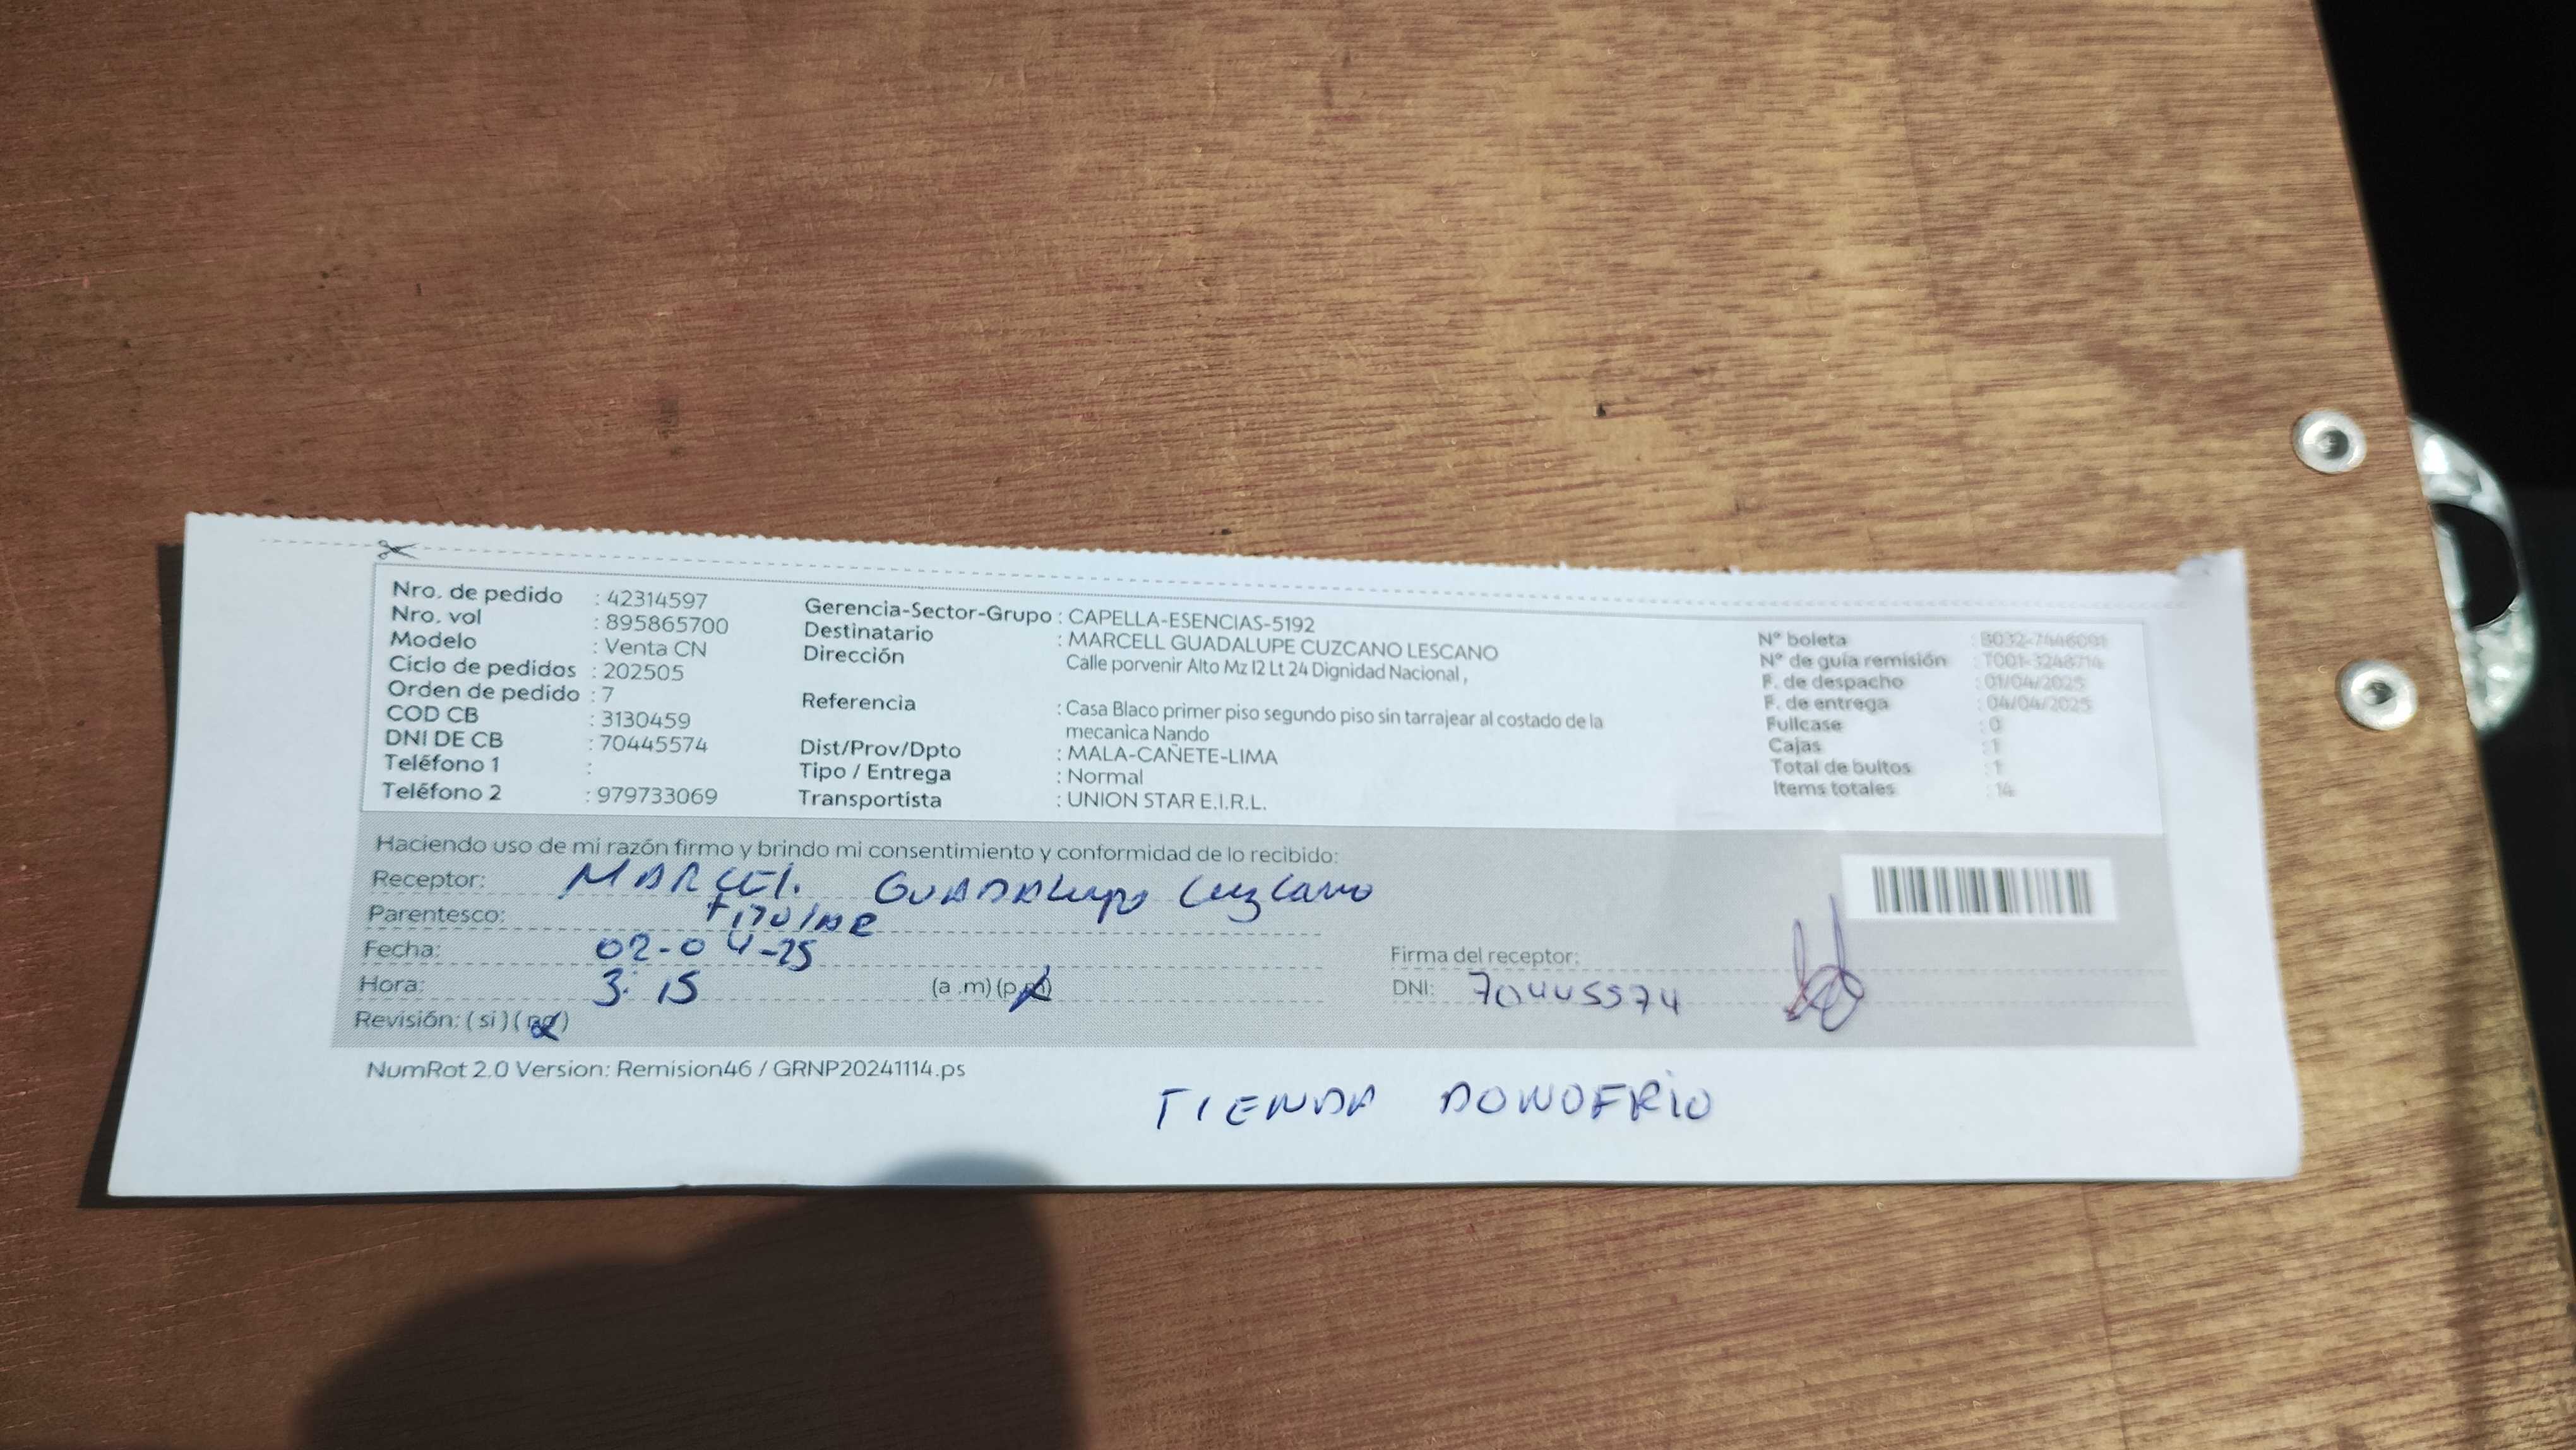 Nro. de pedido : 42314597
Nro. vol : 895865700
Modelo : Venta CN
Ciclo de pedidos : 202505
Orden de pedido : 7
COD CB : 3130459
DNI DE CB : 70445574
Teléfono 1 :
Teléfono 2 : 979733069
Gerencia-Sector-Grupo : CAPELLA-ESENCIAS-5192
Destinatario : MARCELL GUADALUPE CUZCANO LESCANO
Dirección Calle porvenir Alto Mz I2 Lt 24 Dignidad Nacional ,
Referencia : Casa Blaco primer piso segundo piso sin tarrajear al costado de la
mecanica Nando
Dist/Prov/Dpto : MALA-CAÑETE-LIMA
Tipo / Entrega : Normal
Transportista : UNION STAR E.I.R.L.
N° boleta
N° de guía remisión
F. de despacho : 01/04/2025
F. de entrega : 04/04/2025
Fullcase : 0
Cajas : 1
Total de bultos : 1
Items totales : 14
Haciendo uso de mi razón firmo y brindo mi consentimiento y conformidad de lo recibido:
Receptor: MARCEL. GUADALUPO CUZCANO
Parentesco:
Fecha: 02-04-25
Hora: 3:15 (a .m) (p.m)
Revisión: ( si ) ( no )
Firma del receptor:
DNI: 70445574
NumRot 2.0 Version: Remision46 / GRNP20241114.ps
TIENDA DONOFRIO